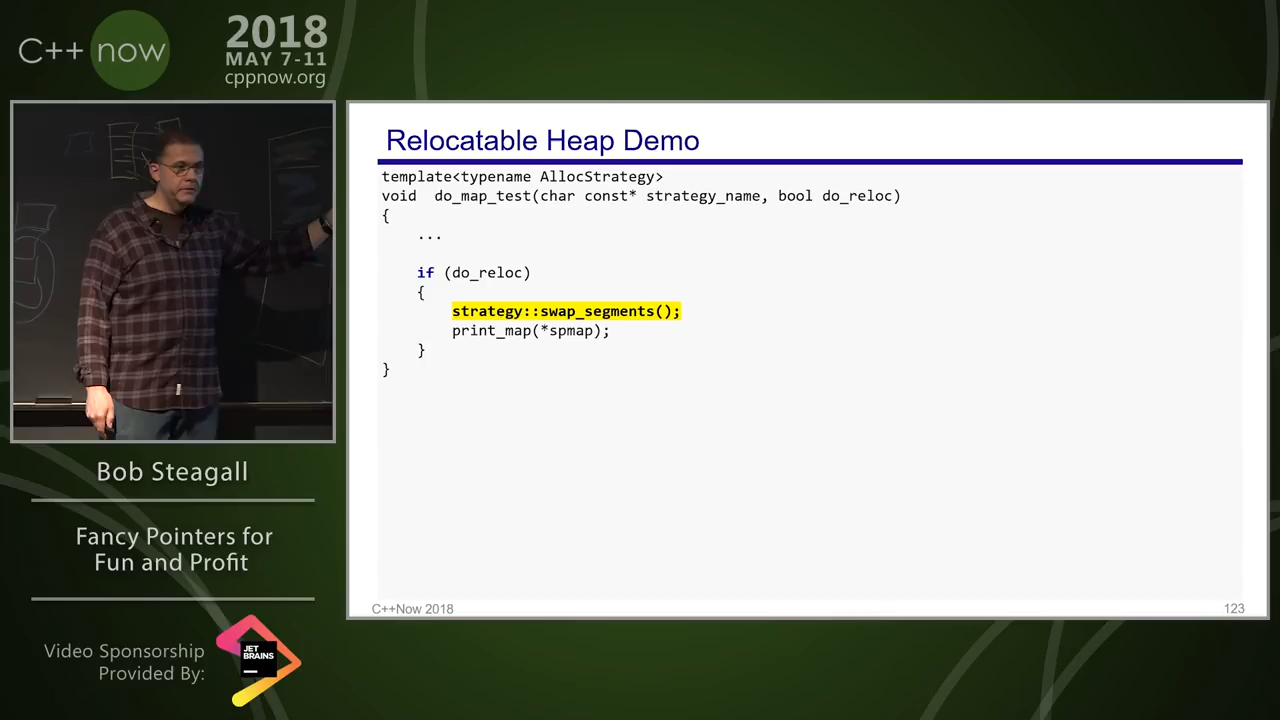 C++ now
2018
MAY 7-11
cppnow.org
Relocatable Heap Demo
template<typename AllocStrategy>
void  do_map_test(char const* strategy_name, bool do_reloc)
{
    ...
    if (do_reloc)
    {
        strategy::swap_segments();
        print_map(*spmap);
    }
}
C++Now 2018
123
Bob Steagall
Fancy Pointers for
Fun and Profit
Video Sponsorship
Provided By:
JET
BRAINS